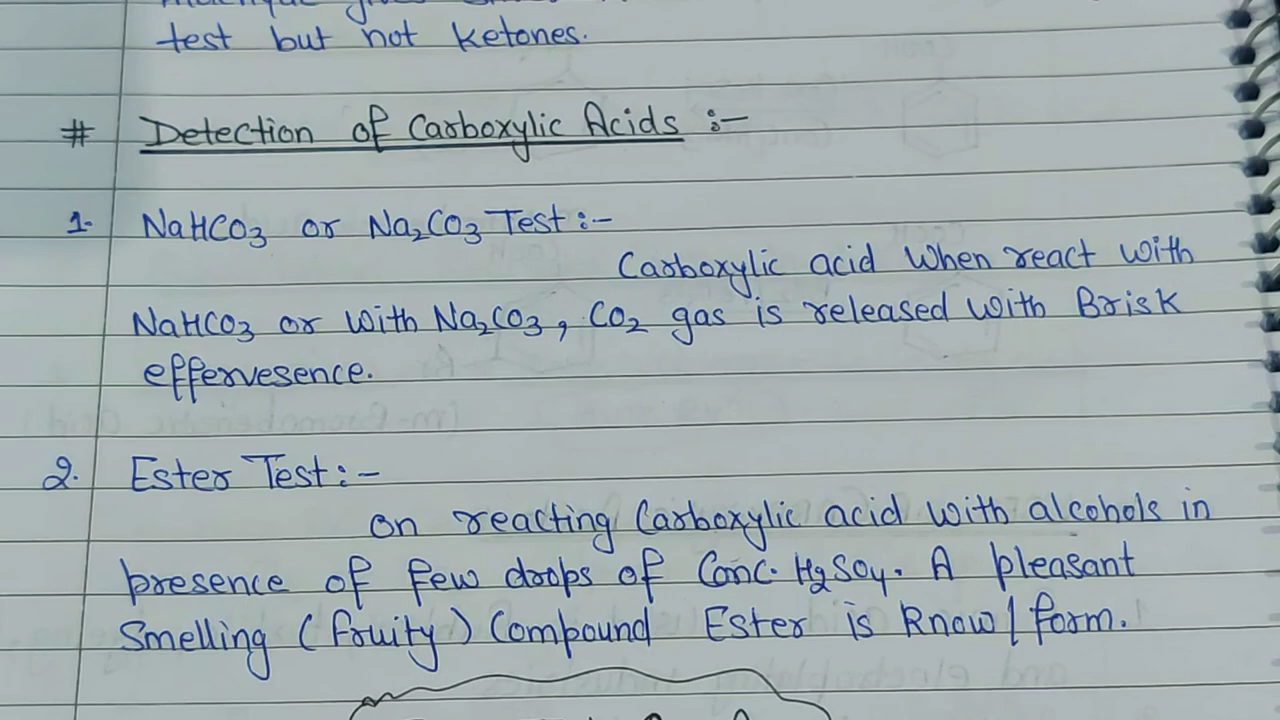 test but not ketones.
# Detection of Carboxylic Acids :-
1- NaHCO3 or Na2CO3 Test :-
Carboxylic acid when react with
NaHCO3 or with Na2CO3, CO2 gas is released with Brisk
effervesence.
2. Ester Test :-
on reacting Carboxylic acid with alcohols in
presence of few drops of Conc. H2SO4. A pleasant
Smelling (fruity) Compound Ester is Know/form.